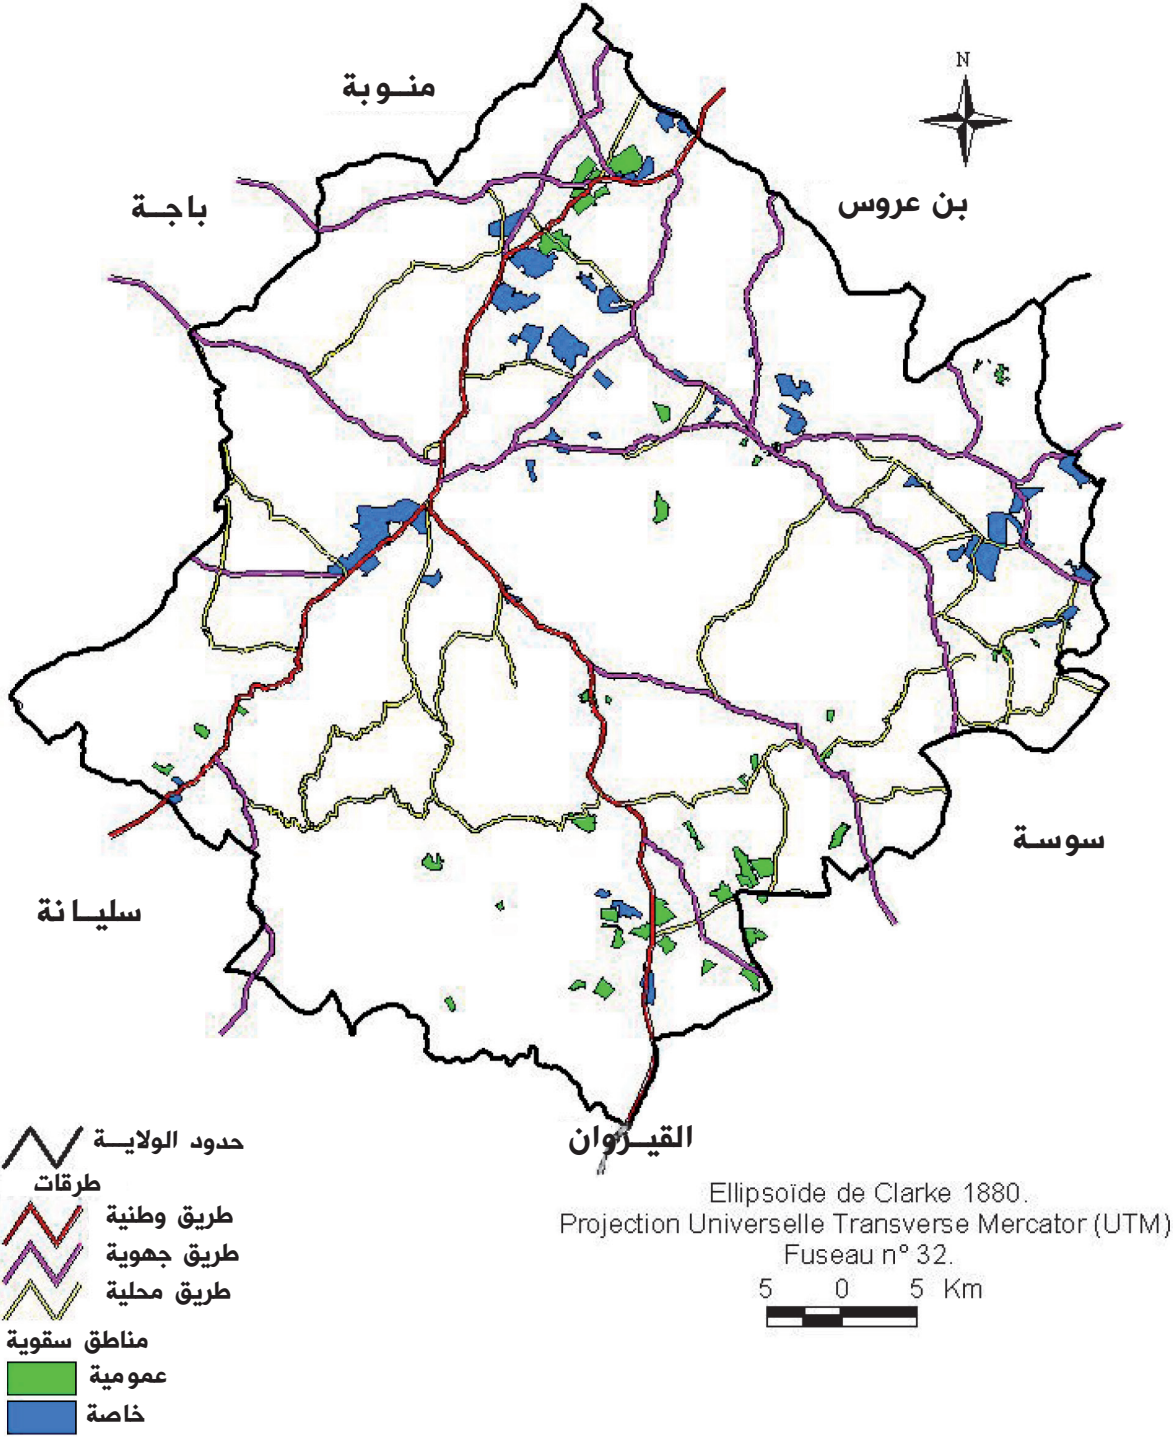 N
منوبة
باجة
بن عروس
سوسة
سليانة
القيروان
حدود الولاية
طرقات
طريق وطنية
طريق جهوية
طريق محلية
مناطق سقوية
عمومية
خاصة
Ellipsoïde de Clarke 1880.
Projection Universelle Transverse Mercator (UTM)
Fuseau n° 32.
5 0 5 Km